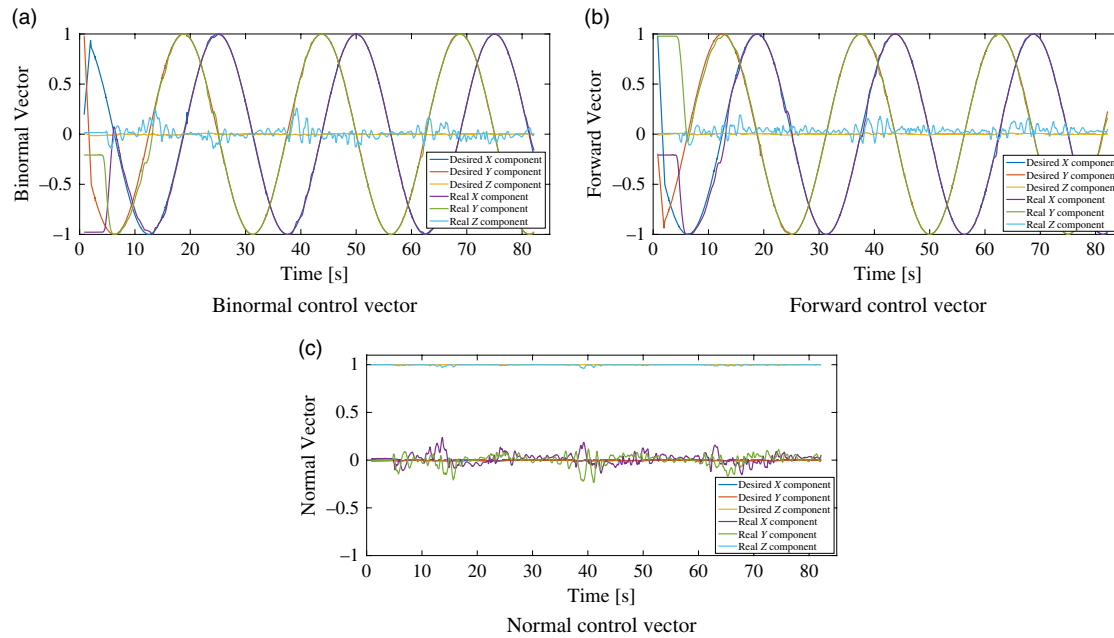 (a)
1
0.5
0
−0.5
−1
Binormal Vector
Desired X component
Desired Y component
Desired Z component
Real X component
Real Y component
Real Z component
0 10 20 30 40 50 60 70 80
Time [s]
Binormal control vector
(b)
1
0.5
0
−0.5
−1
Forward Vector
Desired X component
Desired Y component
Desired Z component
Real X component
Real Y component
Real Z component
0 10 20 30 40 50 60 70 80
Time [s]
Forward control vector
(c)
1
0.5
0
−0.5
−1
Normal Vector
Desired X component
Desired Y component
Desired Z component
Real X component
Real Y component
Real Z component
0 10 20 30 40 50 60 70 80
Time [s]
Normal control vector